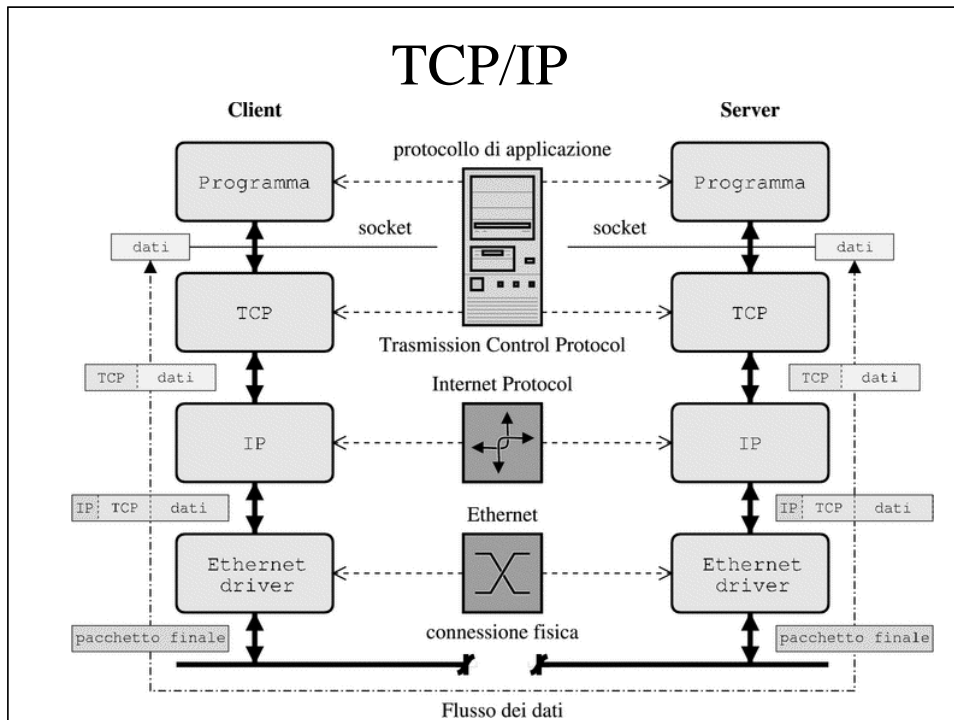 TCP/IP
Client
Server
protocollo di applicazione
Programma
Programma
socket
socket
dati
dati
TCP
TCP
Trasmission Control Protocol
TCP dati
TCP dati
Internet Protocol
IP
IP
IP TCP dati
IP TCP dati
Ethernet
Ethernet
driver
Ethernet
driver
connessione fisica
pacchetto finale
pacchetto finale
Flusso dei dati